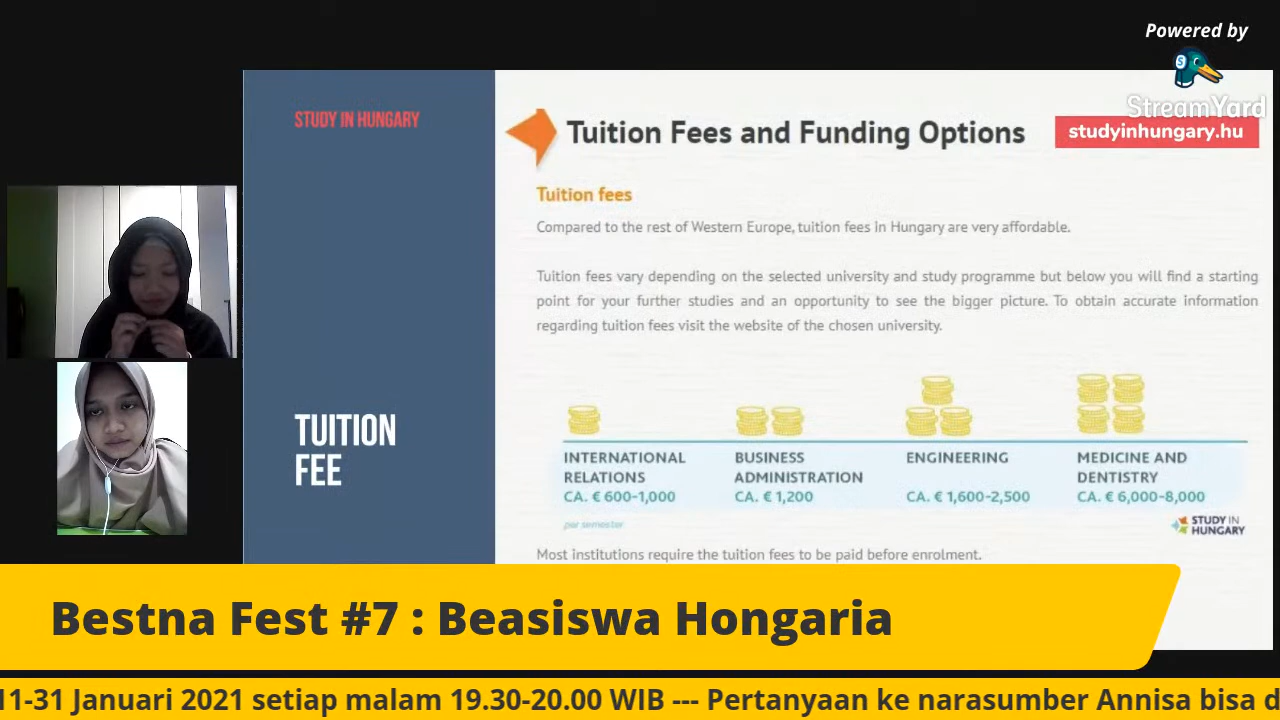 Powered by
StreamYard
STUDY IN HUNGARY
Tuition Fees and Funding Options
studyinhungary.hu
Tuition fees
Compared to the rest of Western Europe, tuition fees in Hungary are very affordable.
Tuition fees vary depending on the selected university and study programme but below you will find a starting
point for your further studies and an opportunity to see the bigger picture. To obtain accurate information
regarding tuition fees visit the website of the chosen university.
TUITION
FEE
INTERNATIONAL
RELATIONS
CA. € 600-1,000
BUSINESS
ADMINISTRATION
CA. € 1,200
ENGINEERING
CA. € 1,600-2,500
MEDICINE AND
DENTISTRY
CA. € 6,000-8,000
per semester
STUDY IN
HUNGARY
Most institutions require the tuition fees to be paid before enrolment.
Bestna Fest #7 : Beasiswa Hongaria
11-31 Januari 2021 setiap malam 19.30-20.00 WIB --- Pertanyaan ke narasumber Annisa bisa d